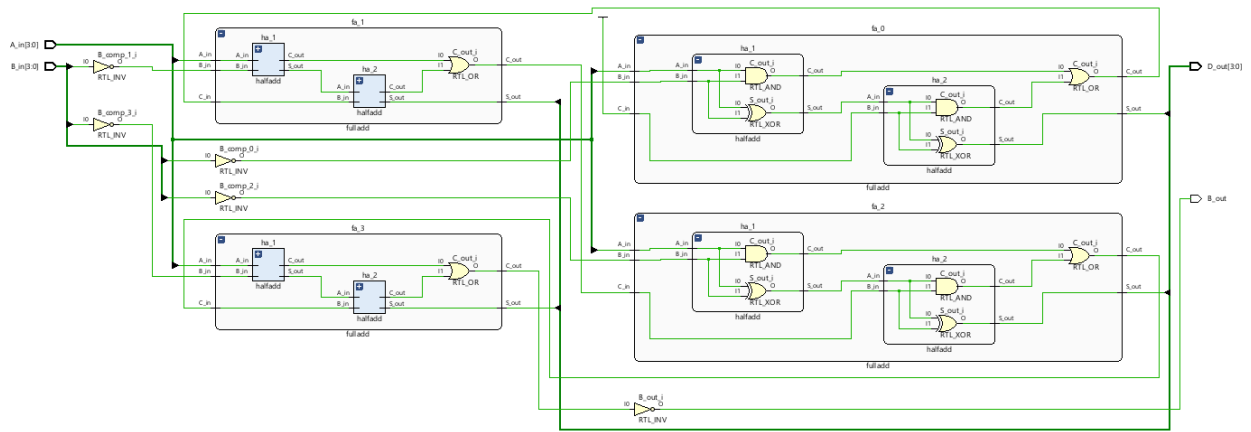 A_in[3:0]
B_in[3:0]
B_comp_1_i
I0
O
RTL_INV
B_comp_3_i
I0
O
RTL_INV
B_comp_0_i
I0
O
RTL_INV
B_comp_2_i
I0
O
RTL_INV
fa_1
A_in
B_in
C_in
ha_1
A_in
B_in
C_out
S_out
halfadd
ha_2
A_in
B_in
C_out
S_out
halfadd
C_out_i
I0
I1
O
RTL_OR
C_out
S_out
fulladd
fa_3
A_in
B_in
C_in
ha_1
A_in
B_in
C_out
S_out
halfadd
ha_2
A_in
B_in
C_out
S_out
halfadd
C_out_i
I0
I1
O
RTL_OR
C_out
S_out
fulladd
fa_0
A_in
B_in
C_in
ha_1
A_in
B_in
C_out_i
I0
I1
O
RTL_AND
S_out_i
I0
I1
O
RTL_XOR
C_out
S_out
halfadd
ha_2
A_in
B_in
C_out_i
I0
I1
O
RTL_AND
S_out_i
I0
I1
O
RTL_XOR
C_out
S_out
halfadd
C_out_i
I0
I1
O
RTL_OR
C_out
S_out
fulladd
fa_2
A_in
B_in
C_in
ha_1
A_in
B_in
C_out_i
I0
I1
O
RTL_AND
S_out_i
I0
I1
O
RTL_XOR
C_out
S_out
halfadd
ha_2
A_in
B_in
C_out_i
I0
I1
O
RTL_AND
S_out_i
I0
I1
O
RTL_XOR
C_out
S_out
halfadd
C_out_i
I0
I1
O
RTL_OR
C_out
S_out
fulladd
B_out_i
I0
O
RTL_INV
D_out[3:0]
B_out